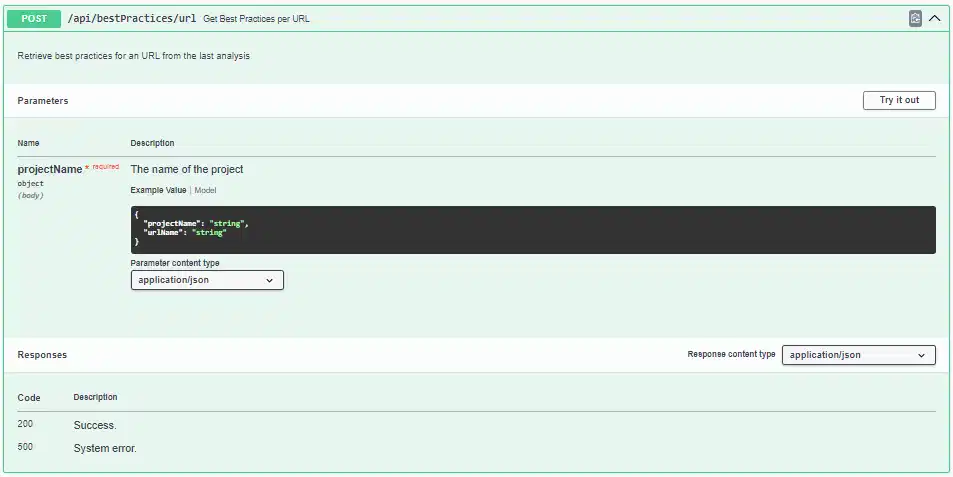 POST /api/bestPractices/url Get Best Practices per URL
Retrieve best practices for an URL from the last analysis
Parameters Try it out
Name Description
projectName * required The name of the project
object
(body) Example Value | Model
{
"projectName": "string",
"urlName": "string"
}
Parameter content type
application/json
Responses Response content type application/json
Code Description
200 Success.
500 System error.